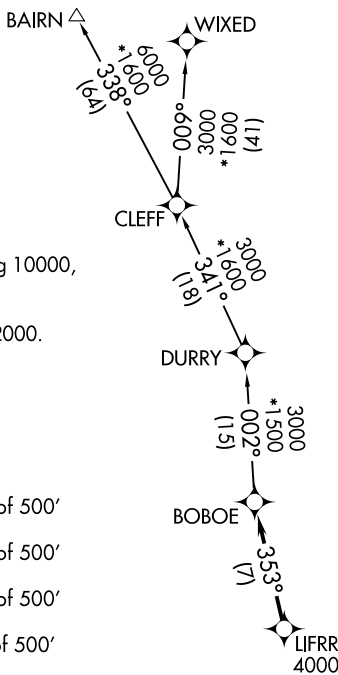 BAIRN
WIXED
6000
*1600
338°
(64)
009°
3000
*1600
(41)
CLEFF
g 10000,
3000
*1600
341°
(18)
2000.
DURRY
3000
*1500
002°
(15)
of 500'
BOBOE
of 500'
353°
(7)
of 500'
of 500'
LIFRR
4000